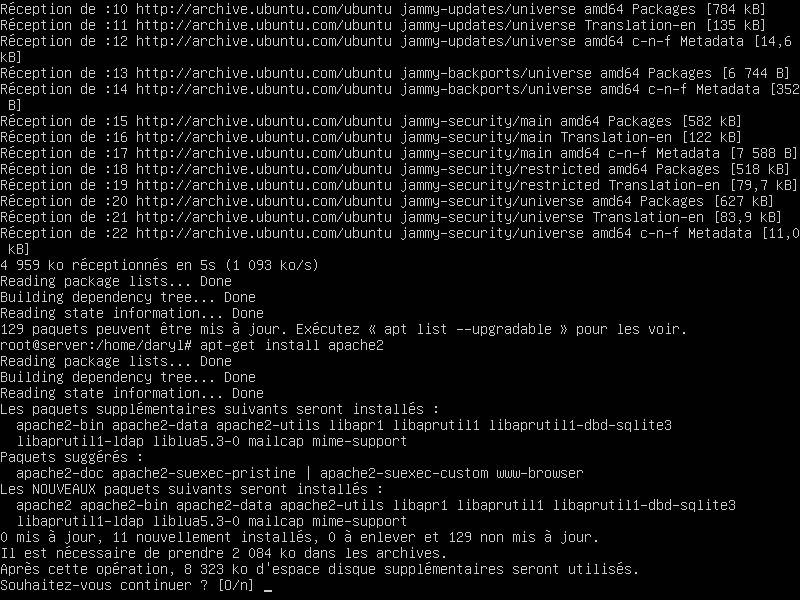 Réception de :10 http://archive.ubuntu.com/ubuntu jammy-updates/universe amd64 Packages [784 kB]
Réception de :11 http://archive.ubuntu.com/ubuntu jammy-updates/universe Translation-en [135 kB]
Réception de :12 http://archive.ubuntu.com/ubuntu jammy-updates/universe amd64 c-n-f Metadata [14,6
kB]
Réception de :13 http://archive.ubuntu.com/ubuntu jammy-backports/universe amd64 Packages [6 744 B]
Réception de :14 http://archive.ubuntu.com/ubuntu jammy-backports/universe amd64 c-n-f Metadata [352
 B]
Réception de :15 http://archive.ubuntu.com/ubuntu jammy-security/main amd64 Packages [582 kB]
Réception de :16 http://archive.ubuntu.com/ubuntu jammy-security/main Translation-en [122 kB]
Réception de :17 http://archive.ubuntu.com/ubuntu jammy-security/main amd64 c-n-f Metadata [7 588 B]
Réception de :18 http://archive.ubuntu.com/ubuntu jammy-security/restricted amd64 Packages [518 kB]
Réception de :19 http://archive.ubuntu.com/ubuntu jammy-security/restricted Translation-en [79,7 kB]
Réception de :20 http://archive.ubuntu.com/ubuntu jammy-security/universe amd64 Packages [627 kB]
Réception de :21 http://archive.ubuntu.com/ubuntu jammy-security/universe Translation-en [83,9 kB]
Réception de :22 http://archive.ubuntu.com/ubuntu jammy-security/universe amd64 c-n-f Metadata [11,0
 kB]
4 959 ko réceptionnés en 5s (1 093 ko/s)
Reading package lists... Done
Building dependency tree... Done
Reading state information... Done
129 paquets peuvent être mis à jour. Exécutez « apt list --upgradable » pour les voir.
root@server:/home/daryl# apt-get install apache2
Reading package lists... Done
Building dependency tree... Done
Reading state information... Done
Les paquets supplémentaires suivants seront installés :
  apache2-bin apache2-data apache2-utils libapr1 libaprutil1 libaprutil1-dbd-sqlite3
  libaprutil1-ldap liblua5.3-0 mailcap mime-support
Paquets suggérés :
  apache2-doc apache2-suexec-pristine | apache2-suexec-custom www-browser
Les NOUVEAUX paquets suivants seront installés :
  apache2 apache2-bin apache2-data apache2-utils libapr1 libaprutil1 libaprutil1-dbd-sqlite3
  libaprutil1-ldap liblua5.3-0 mailcap mime-support
0 mis à jour, 11 nouvellement installés, 0 à enlever et 129 non mis à jour.
Il est nécessaire de prendre 2 084 ko dans les archives.
Après cette opération, 8 323 ko d'espace disque supplémentaires seront utilisés.
Souhaitez-vous continuer ? [O/n] _